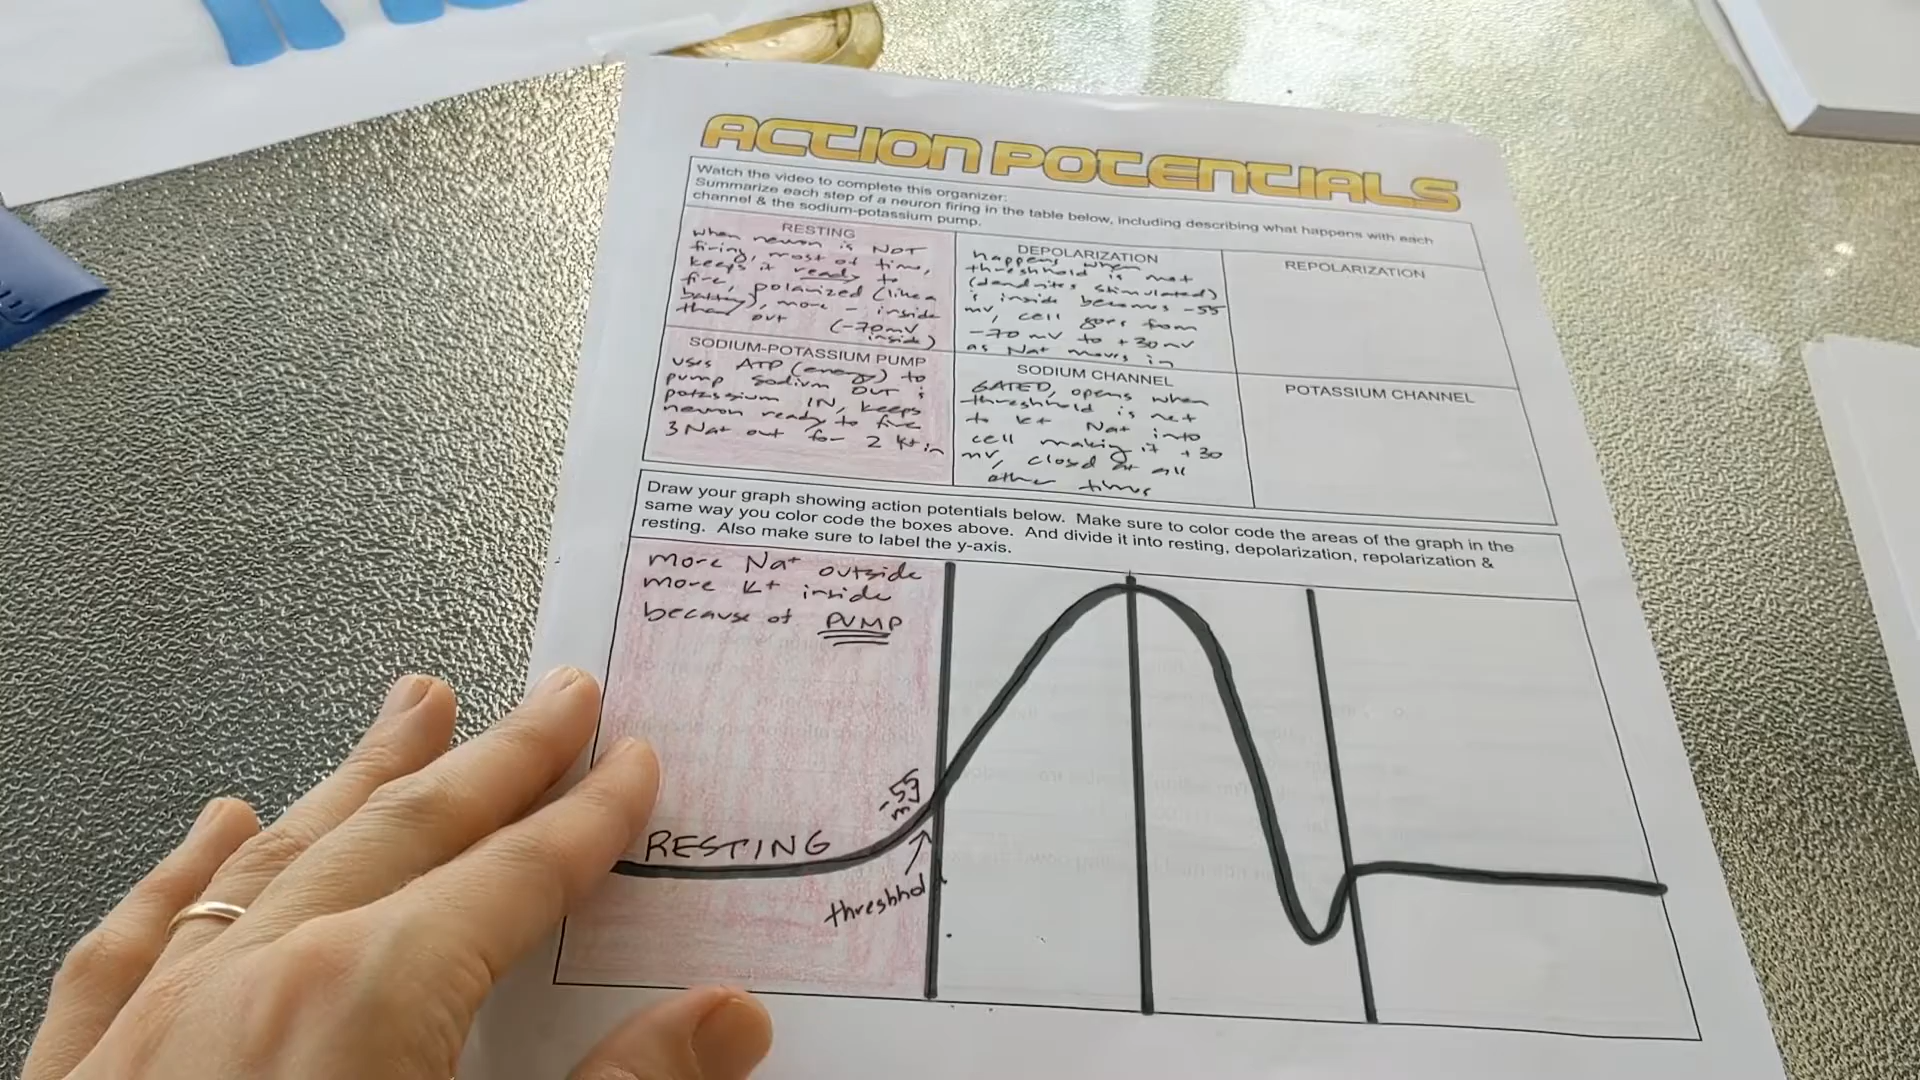 ACTION POTENTIALS
Watch the video to complete this organizer:
Summarize each step of a neuron firing in the table below, including describing what happens with each
channel & the sodium-potassium pump.
RESTING
when neuron is NOT
firing, most of time,
keeps it ready to
fire, polarized (like a
battery), more - inside
than out (-70mV
inside)
SODIUM-POTASSIUM PUMP
uses ATP (energy) to
pump sodium OUT &
potassium IN, keeps
neuron ready to fire
3 Na+ out for 2 K+ in
DEPOLARIZATION
happens when
threshhold is met
(dendrites stimulated)
& inside becomes -55
mV, cell goes from
-70 mV to +30mV
as Na+ moves in
SODIUM CHANNEL
GATED, opens when
threshhold is met
to let Na+ into
cell making it +30
mV, closed at all
other times
REPOLARIZATION
POTASSIUM CHANNEL
Draw your graph showing action potentials below. Make sure to color code the areas of the graph in the
same way you color code the boxes above. And divide it into resting, depolarization, repolarization &
resting. Also make sure to label the y-axis.
more Na+ outside
more K+ inside
because of PUMP
-55
RESTING
threshhold